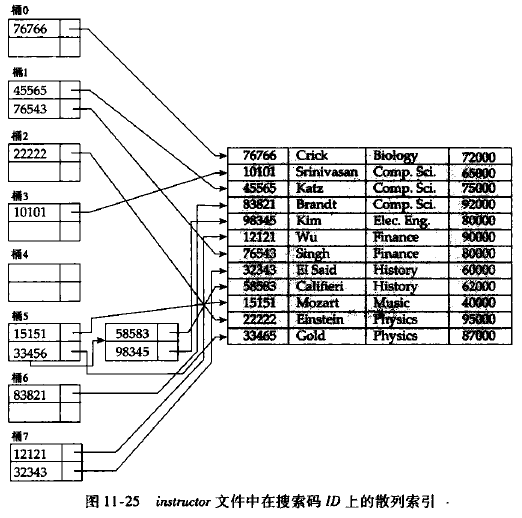 桶0
76766
桶1
45565
76543
桶2
22222
桶3
10101
桶4
桶5
15151
33456
58583
98345
桶6
83821
桶7
12121
32343
76766 Crick Biology 72000
10101 Srinivasan Comp. Sci. 65000
45565 Katz Comp. Sci. 75000
83821 Brandt Comp. Sci. 92000
98345 Kim Elec. Eng. 80000
12121 Wu Finance 90000
76543 Singh Finance 80000
32343 El Said History 60000
58583 Califieri History 62000
15151 Mozart Music 40000
22222 Einstein Physics 95000
33465 Gold Physics 87000
图 11-25 instructor 文件中在搜索码 ID 上的散列索引